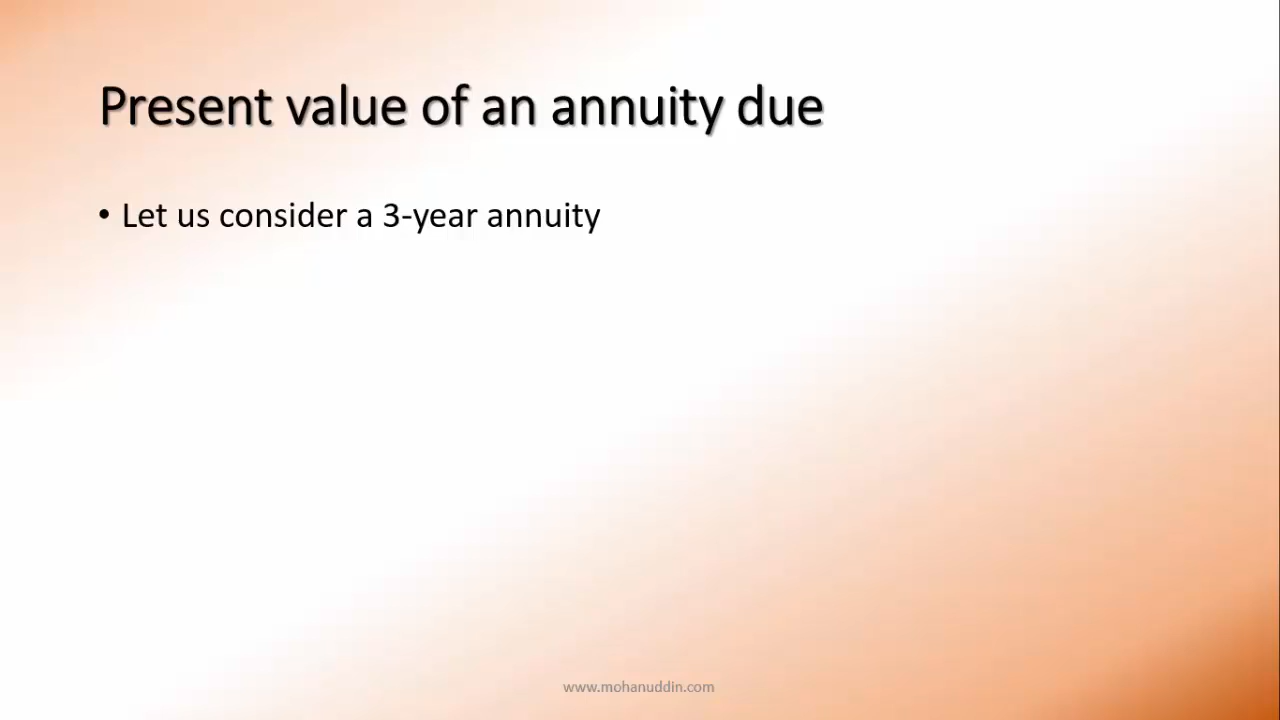 Present value of an annuity due
• Let us consider a 3-year annuity
www.mohanuddin.com